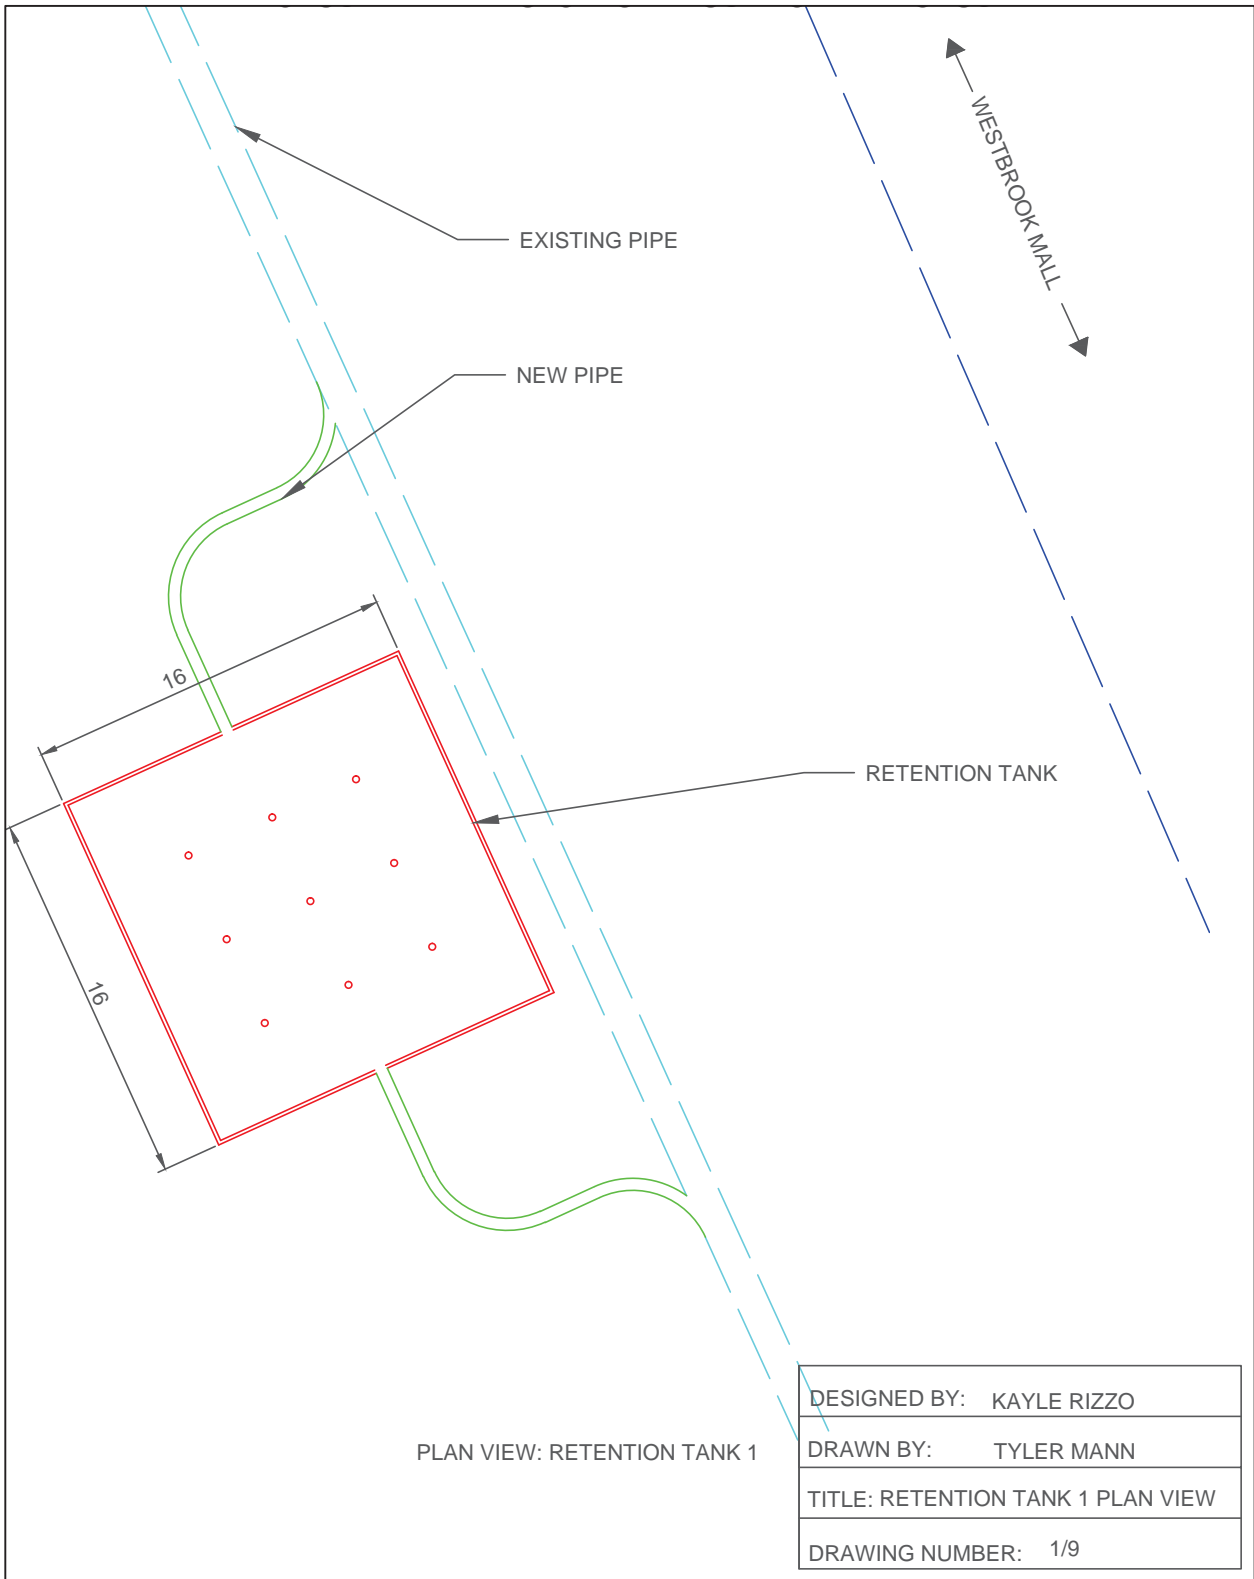 WESTBROOK MALL
EXISTING PIPE
NEW PIPE
16
RETENTION TANK
16
PLAN VIEW: RETENTION TANK 1
DESIGNED BY: KAYLE RIZZO
DRAWN BY: TYLER MANN
TITLE: RETENTION TANK 1 PLAN VIEW
DRAWING NUMBER: 1/9